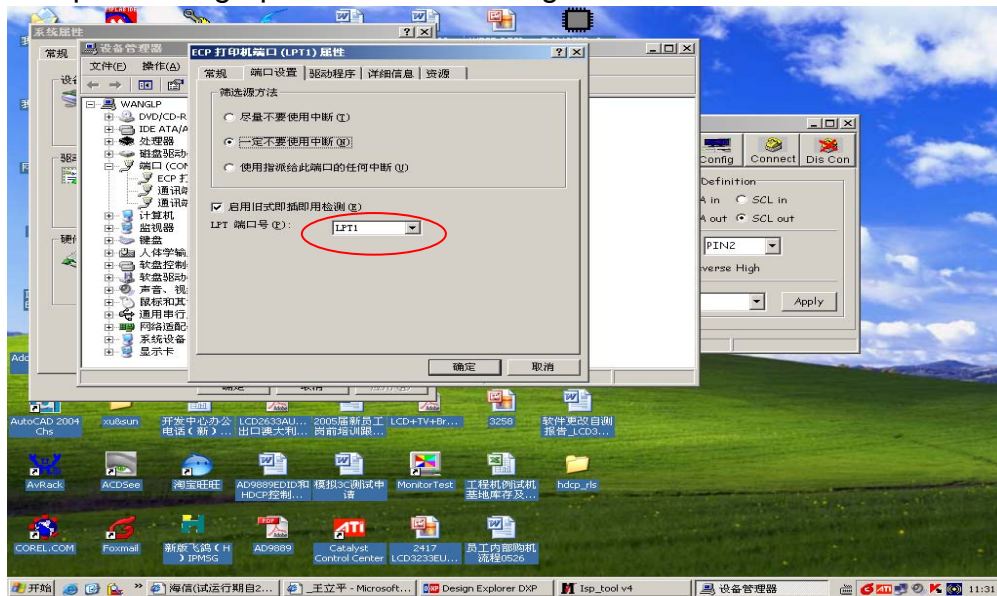 系统属性
常规
设备管理器
文件(F) 操作(A)
WANGLP
DVD/CD-R
IDE ATA/A
处理器
磁盘驱动
端口 (COM
ECP 打
通讯端
通讯端
计算机
监视器
键盘
人体学输
软盘控制
软盘驱动
声音、视
鼠标和其
通用串行
网络适配
系统设备
显示卡
ECP 打印机端口 (LPT1) 属性
常规 端口设置 驱动程序 详细信息 资源
筛选源方法
尽量不要使用中断(T)
一定不要使用中断(N)
使用指派给此端口的任何中断(U)
启用旧式即插即用检测(E)
LPT 端口号(P): LPT1
确定 取消
Config Connect Dis Con
Definition
A in SCL in
A out SCL out
PIN2
verse High
Apply
AutoCAD 2004 Chs
xu8sun
开发中心办公电话(新)...
LCD2633AU... 出口澳大利...
2005届新员工岗前培训跟...
LCD+TV+Br...
3258
软件更改自测报告_LCD3...
AvRack
ACDSee
淘宝旺旺
AD9889EDID和HDCP控制...
模拟3C测试申请
MonitorTest
工程机例试机基地库存及...
hdcp_rls
COREL.COM
Foxmail
新版飞鸽(H)IPMSG
AD9889
Catalyst Control Center
2417 LCD3233EU...
员工内部购机流程0526
开始 海信(试运行期自2... _王立平 - Microsoft... Design Explorer DXP Isp_tool v4 设备管理器 11:31